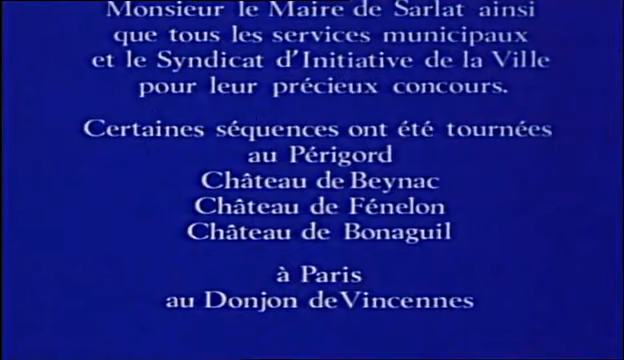 Monsieur le Maire de Sarlat ainsi
que tous les services municipaux
et le Syndicat d'Initiative de la Ville
pour leur précieux concours.
Certaines séquences ont été tournées
au Périgord
Château de Beynac
Château de Fénelon
Château de Bonaguil
à Paris
au Donjon de Vincennes